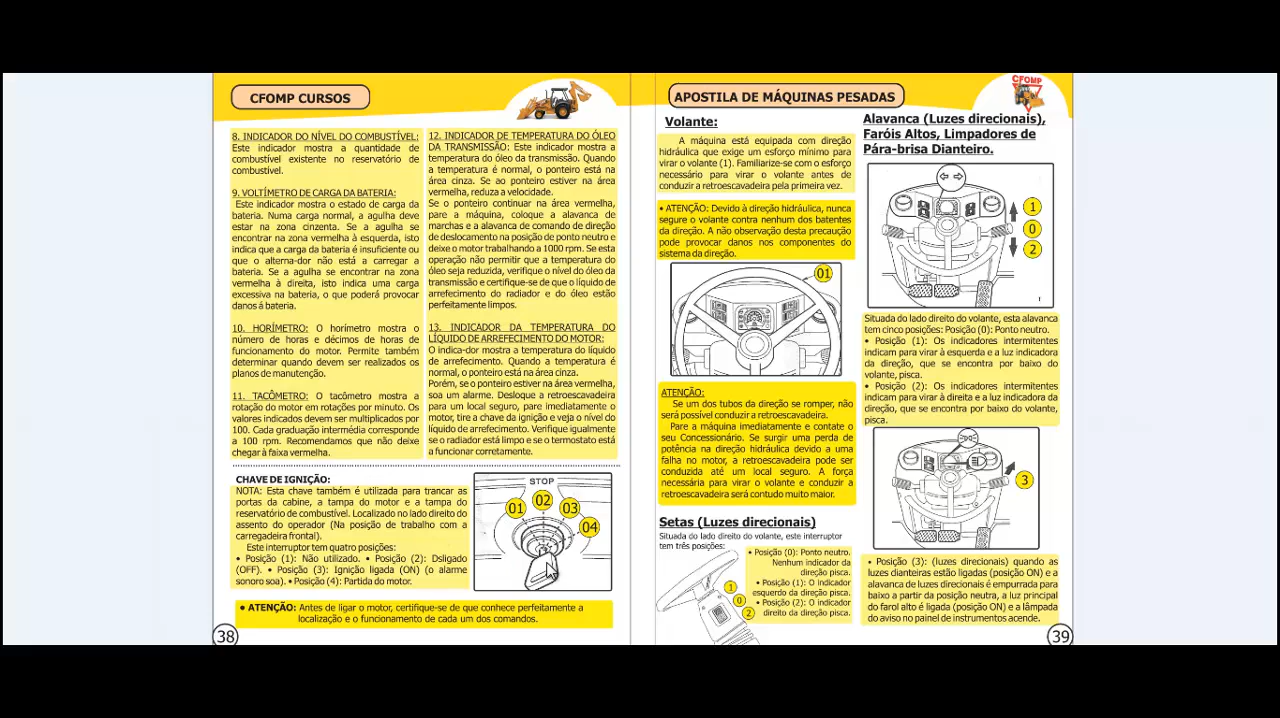 CFOMP CURSOS
8. INDICADOR DO NÍVEL DO COMBUSTÍVEL:
Este indicador mostra a quantidade de
combustível existente no reservatório de
combustível.
9. VOLTÍMETRO DE CARGA DA BATERIA:
Este indicador mostra o estado de carga da
bateria. Numa carga normal, a agulha deve
estar na zona cinzenta. Se a agulha se
encontrar na zona vermelha à esquerda, isto
indica que a carga da bateria é insuficiente ou
que o alterna-dor não está a carregar a
bateria. Se a agulha se encontrar na zona
vermelha à direita, isto indica uma carga
excessiva na bateria, o que poderá provocar
danos á bateria.
10. HORÍMETRO: O horímetro mostra o
número de horas e décimos de horas de
funcionamento do motor. Permite também
determinar quando devem ser realizados os
planos de manutenção.
11. TACÔMETRO: O tacômetro mostra a
rotação do motor em rotações por minuto. Os
valores indicados devem ser multiplicados por
100. Cada graduação intermédia corresponde
a 100 rpm. Recomendamos que não deixe
chegar à faixa vermelha.
12. INDICADOR DE TEMPERATURA DO ÓLEO
DA TRANSMISSÃO: Este indicador mostra a
temperatura do óleo da transmissão. Quando
a temperatura é normal, o ponteiro está na
área cinza. Se ao ponteiro estiver na área
vermelha, reduza a velocidade.
Se o ponteiro continuar na área vermelha,
pare a máquina, coloque a alavanca de
marchas e a alavanca de comando de direção
de deslocamento na posição de ponto neutro e
deixe o motor trabalhando a 1000 rpm. Se esta
operação não permitir que a temperatura do
óleo seja reduzida, verifique o nível do óleo da
transmissão e certifique-se de que o líquido de
arrefecimento do radiador e do óleo estão
perfeitamente limpos.
13. INDICADOR DA TEMPERATURA DO
LÍQUIDO DE ARREFECIMENTO DO MOTOR:
O indica-dor mostra a temperatura do líquido
de arrefecimento. Quando a temperatura é
normal, o ponteiro está na área cinza.
Porém, se o ponteiro estiver na área vermelha,
soa um alarme. Desloque a retroescavadeira
para um local seguro, pare imediatamente o
motor, tire a chave da ignição e veja o nível do
líquido de arrefecimento. Verifique igualmente
se o radiador está limpo e se o termostato está
a funcionar corretamente.
CHAVE DE IGNIÇÃO:
NOTA: Esta chave também é utilizada para trancar as
portas da cabine, a tampa do motor e a tampa do
reservatório de combustível. Localizado no lado direito do
assento do operador (Na posição de trabalho com a
carregadeira frontal).
Este interruptor tem quatro posições:
• Posição (1): Não utilizado. • Posição (2): Dsligado
(OFF). • Posição (3): Ignição ligada (ON) (o alarme
sonoro soa). • Posição (4): Partida do motor.
STOP
01
02
03
04
• ATENÇÃO: Antes de ligar o motor, certifique-se de que conhece perfeitamente a
localização e o funcionamento de cada um dos comandos.
38
APOSTILA DE MÁQUINAS PESADAS
CFOMP
Volante:
A máquina está equipada com direção
hidráulica que exige um esforço mínimo para
virar o volante (1). Familiarize-se com o esforço
necessário para virar o volante antes de
conduzir a retroescavadeira pela primeira vez.
• ATENÇÃO: Devido à direção hidráulica, nunca
segure o volante contra nenhum dos batentes
da direção. A não observação desta precaução
pode provocar danos nos componentes do
sistema da direção.
01
ATENÇÃO:
Se um dos tubos da direção se romper, não
será possível conduzir a retroescavadeira.
Pare a máquina imediatamente e contate o
seu Concessionário. Se surgir uma perda de
potência na direção hidráulica devido a uma
falha no motor, a retroescavadeira pode ser
conduzida até um local seguro. A força
necessária para virar o volante e conduzir a
retroescavadeira será contudo muito maior.
Setas (Luzes direcionais)
Situada do lado direito do volante, este interruptor
tem três posições:
• Posição (0): Ponto neutro.
Nenhum indicador da
direção pisca.
• Posição (1): O indicador
esquerdo da direção pisca.
• Posição (2): O indicador
direito da direção pisca.
1
0
2
Alavanca (Luzes direcionais),
Faróis Altos, Limpadores de
Pára-brisa Dianteiro.
1
0
2
Situada do lado direito do volante, esta alavanca
tem cinco posições: Posição (0): Ponto neutro.
• Posição (1): Os indicadores intermitentes
indicam para virar à esquerda e a luz indicadora
da direção, que se encontra por baixo do
volante, pisca.
• Posição (2): Os indicadores intermitentes
indicam para virar à direita e a luz indicadora da
direção, que se encontra por baixo do volante,
pisca.
3
• Posição (3): (luzes direcionais) quando as
luzes dianteiras estão ligadas (posição ON) e a
alavanca de luzes direcionais é empurrada para
baixo a partir da posição neutra, a luz principal
do farol alto é ligada (posição ON) e a lâmpada
do aviso no painel de instrumentos acende.
39